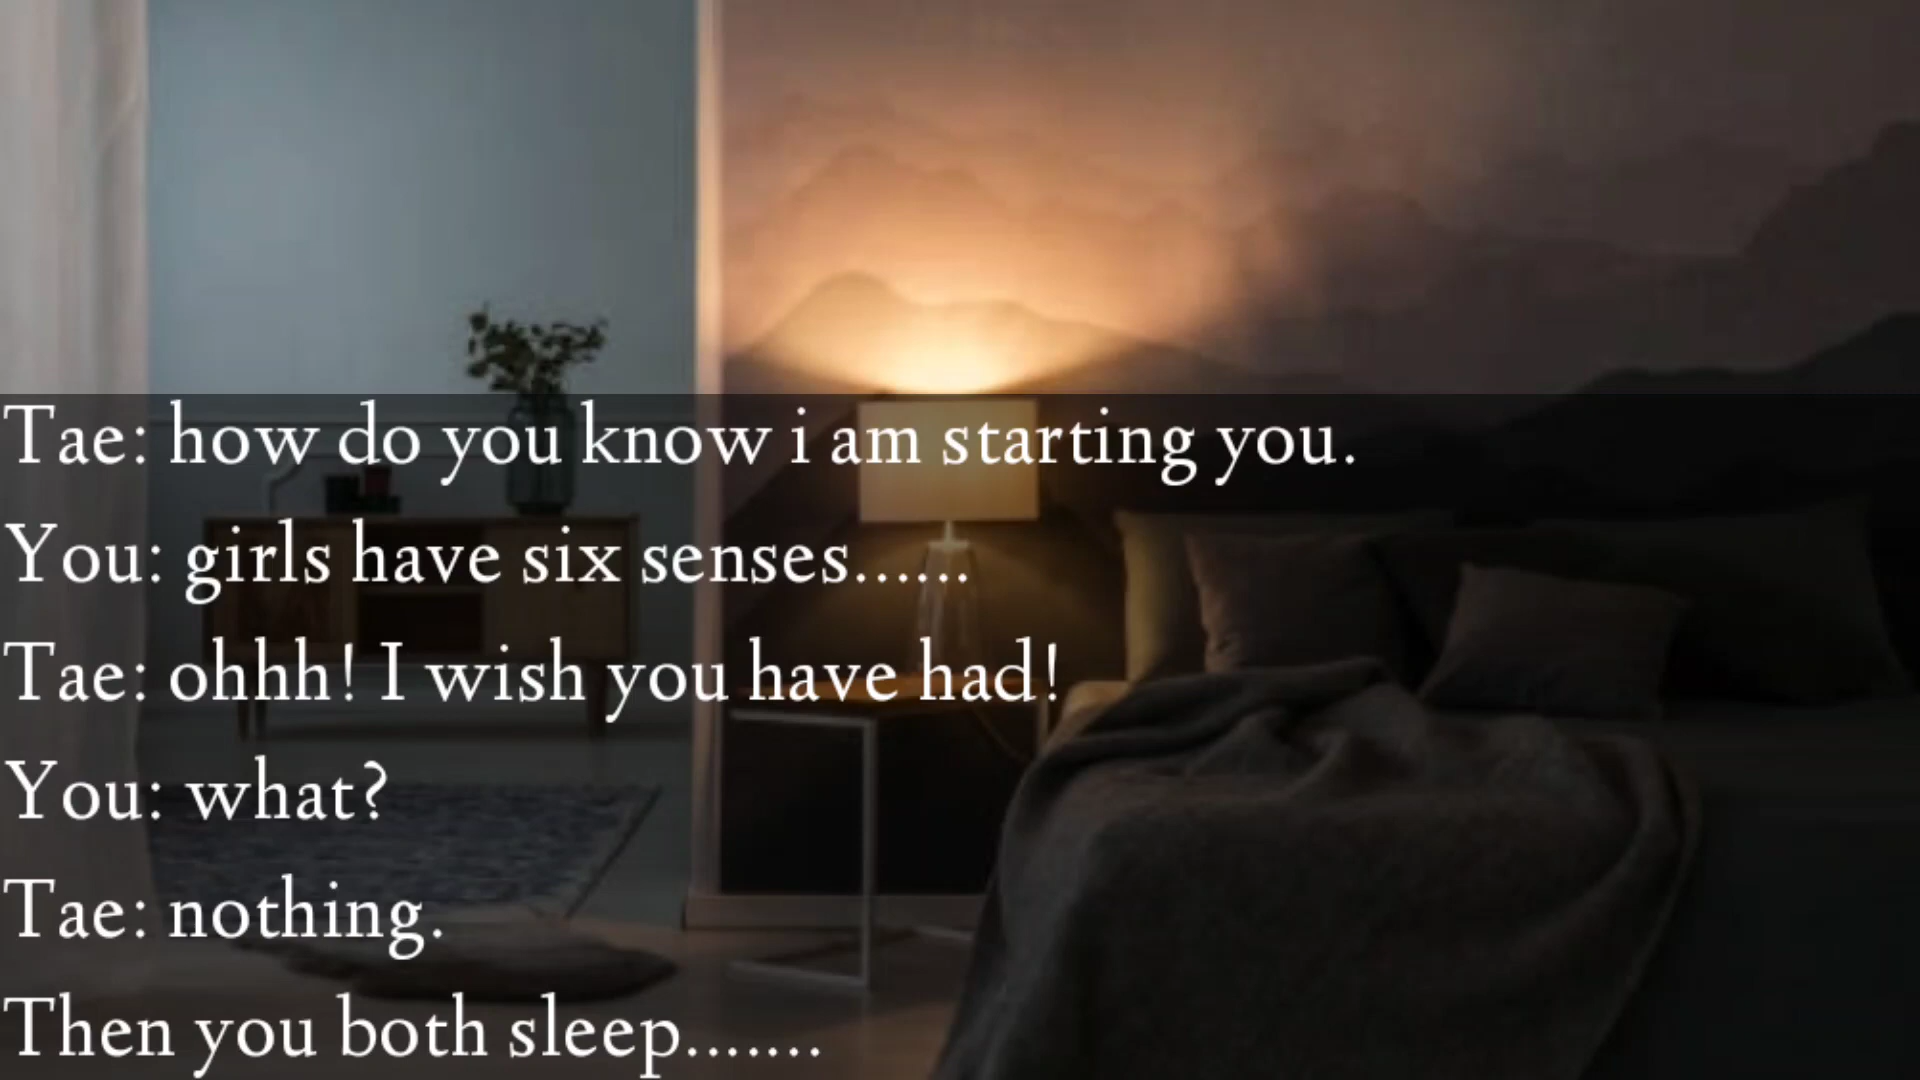 Tae: how do you know i am starting you.
You: girls have six senses......
Tae: ohhh! I wish you have had!
You: what?
Tae: nothing.
Then you both sleep.......